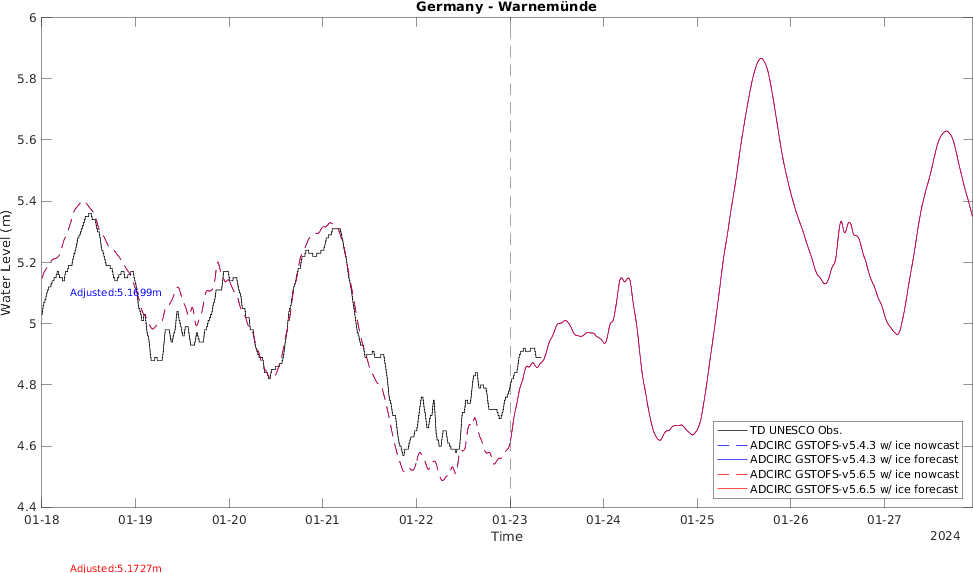 Germany - Warnemünde
6
5.8
5.6
5.4
5.2
5
4.8
4.6
4.4
Water Level (m)
Adjusted:5.1699m
TD UNESCO Obs.
ADCIRC GSTOFS-v5.4.3 w/ ice nowcast
ADCIRC GSTOFS-v5.4.3 w/ ice forecast
ADCIRC GSTOFS-v5.6.5 w/ ice nowcast
ADCIRC GSTOFS-v5.6.5 w/ ice forecast
01-18 01-19 01-20 01-21 01-22 01-23 01-24 01-25 01-26 01-27
Time
2024
Adjusted:5.1727m